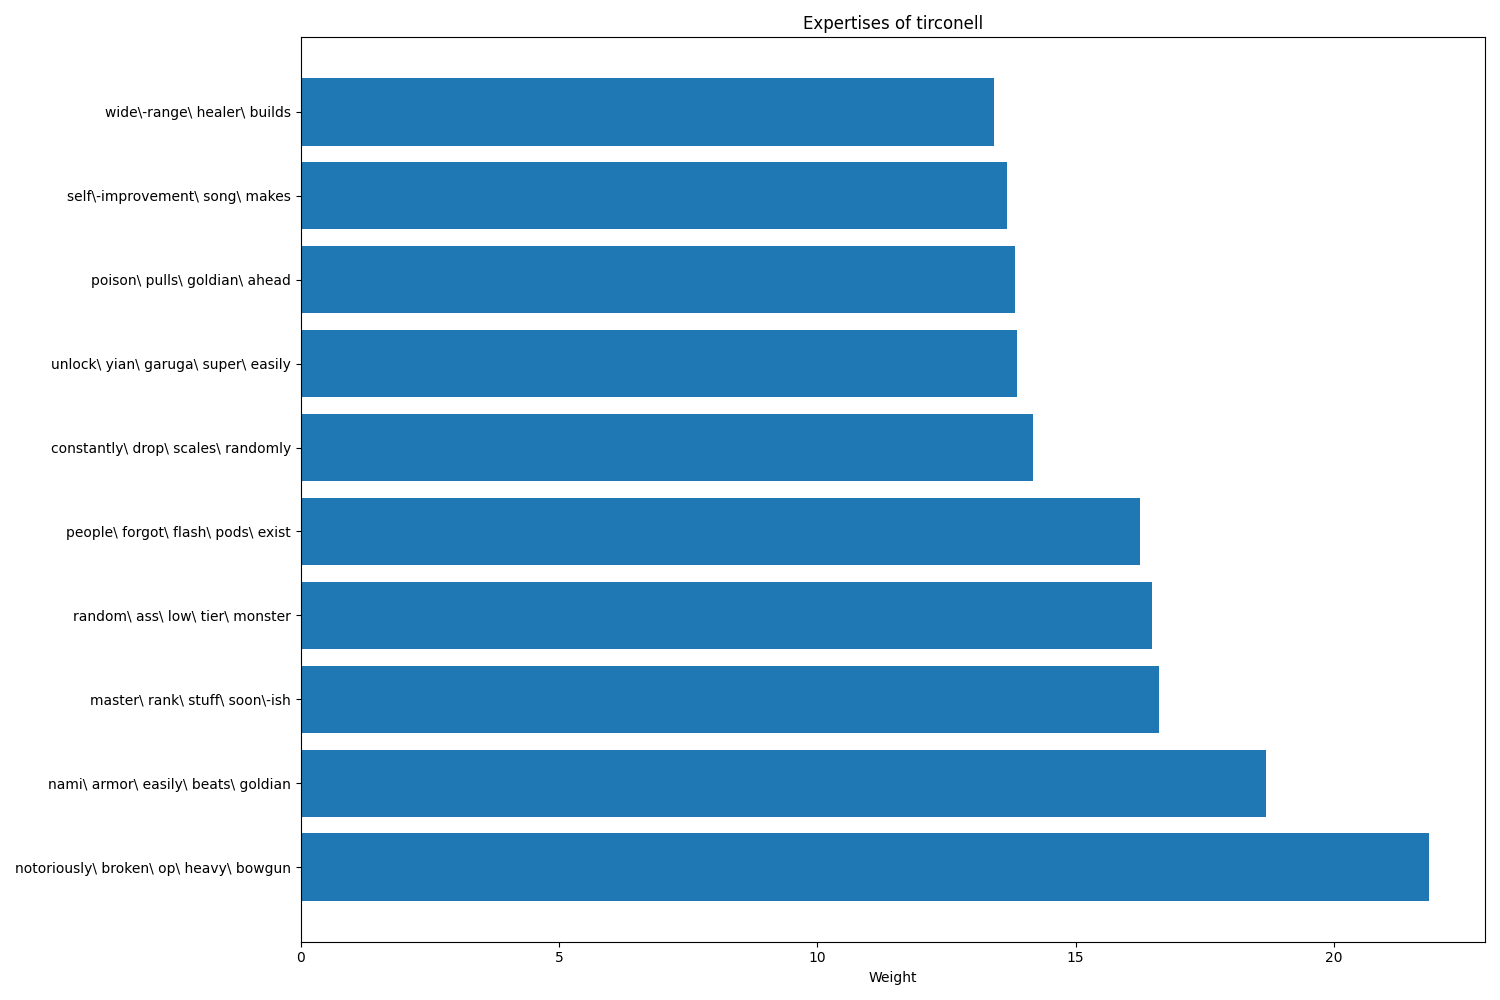 Expertises of tirconell
wide\-range\ healer\ builds
self\-improvement\ song\ makes
poison\ pulls\ goldian\ ahead
unlock\ yian\ garuga\ super\ easily
constantly\ drop\ scales\ randomly
people\ forgot\ flash\ pods\ exist
random\ ass\ low\ tier\ monster
master\ rank\ stuff\ soon\-ish
nami\ armor\ easily\ beats\ goldian
notoriously\ broken\ op\ heavy\ bowgun
0 5 10 15 20
Weight